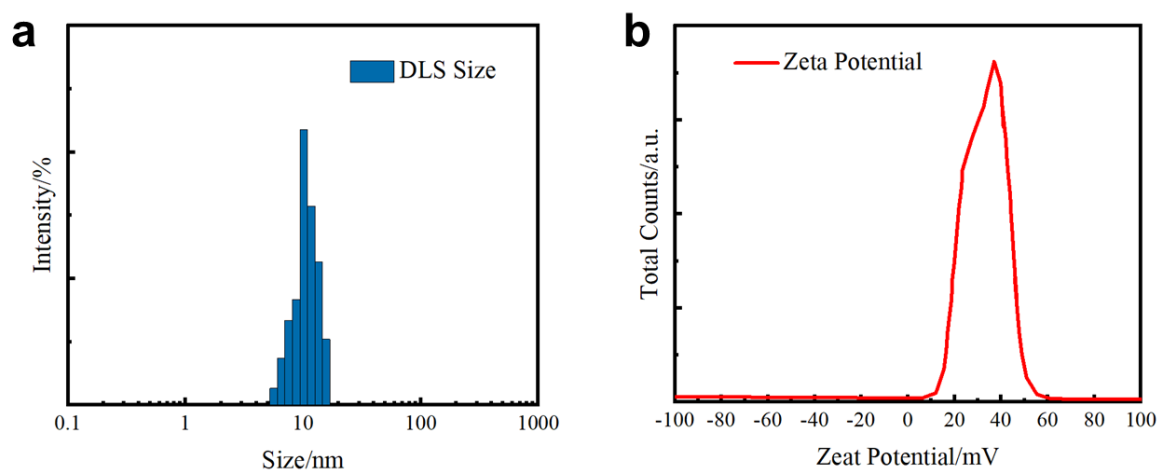 a
DLS Size
Intensity/%
0.1 1 10 100 1000
Size/nm
b
Zeta Potential
Total Counts/a.u.
-100 -80 -60 -40 -20 0 20 40 60 80 100
Zeat Potential/mV